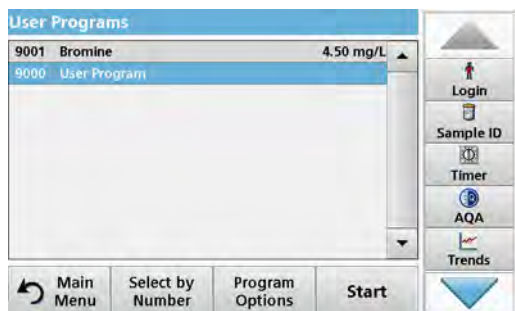 User Programs
9001 Bromine 4.50 mg/L
9000 User Program
Login
Sample ID
Timer
AQA
Trends
Main Menu
Select by Number
Program Options
Start